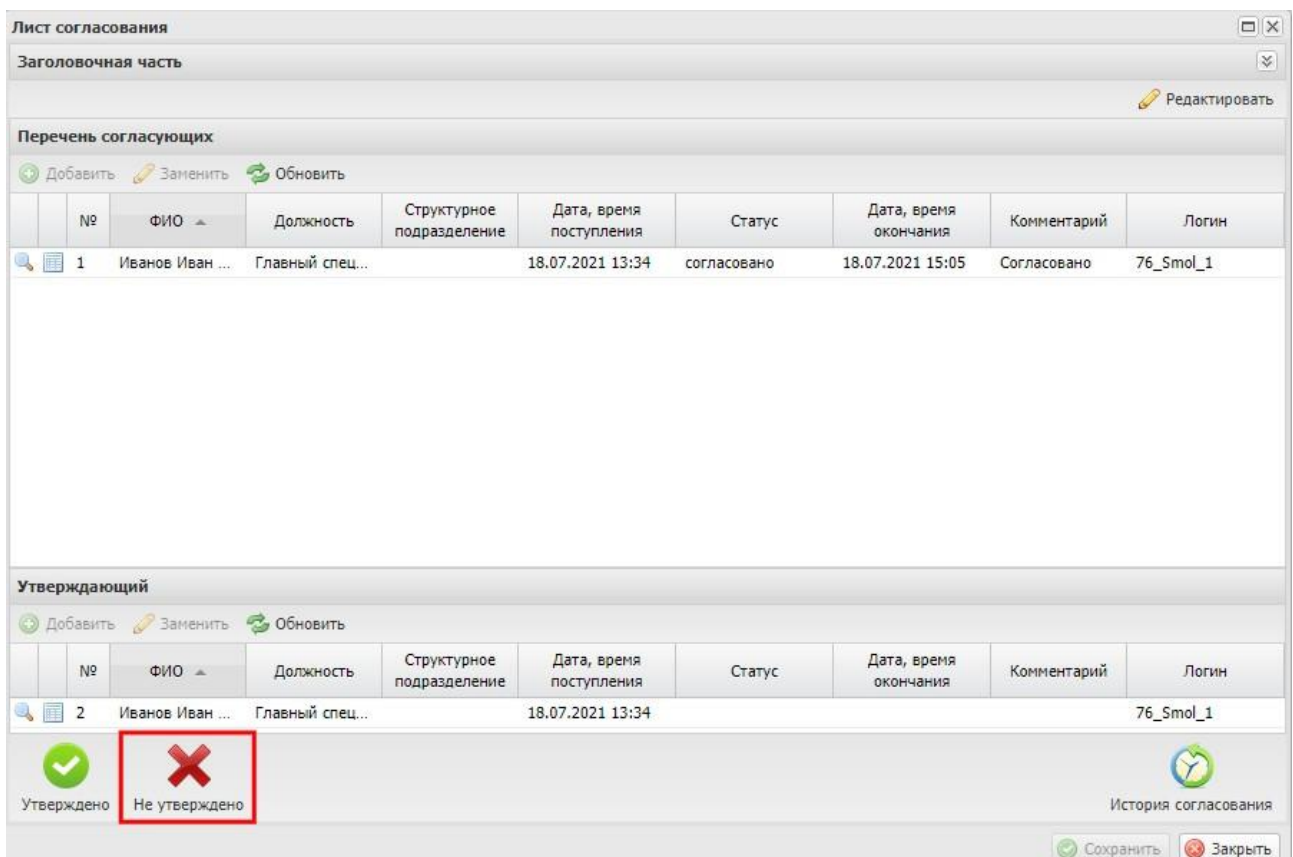 Лист согласования
Заголовочная часть
Редактировать
Перечень согласующих
Добавить Заменить Обновить
№ ФИО Должность Структурное подразделение Дата, время поступления Статус Дата, время окончания Комментарий Логин
1 Иванов Иван ... Главный спец... 18.07.2021 13:34 согласовано 18.07.2021 15:05 Согласовано 76_Smol_1
Утверждающий
Добавить Заменить Обновить
№ ФИО Должность Структурное подразделение Дата, время поступления Статус Дата, время окончания Комментарий Логин
2 Иванов Иван ... Главный спец... 18.07.2021 13:34 76_Smol_1
Утверждено Не утверждено История согласования
Сохранить Закрыть